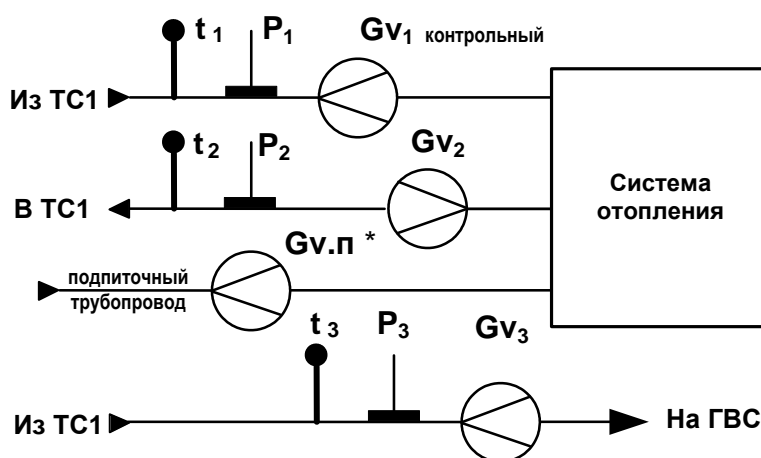 t 1 P1 Gv1 контрольный
Из ТС1
t 2 P2 Gv2
В ТС1
Система
отопления
Gv.п *
подпиточный
трубопровод
t 3 P3 Gv3
Из ТС1
На ГВС